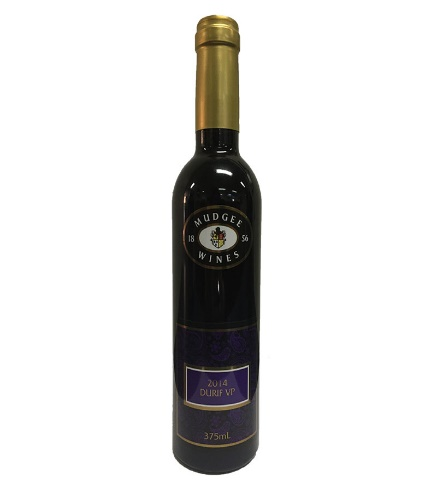 MUDGEE
18 56
WINES
2014
DURIF VP
375ml